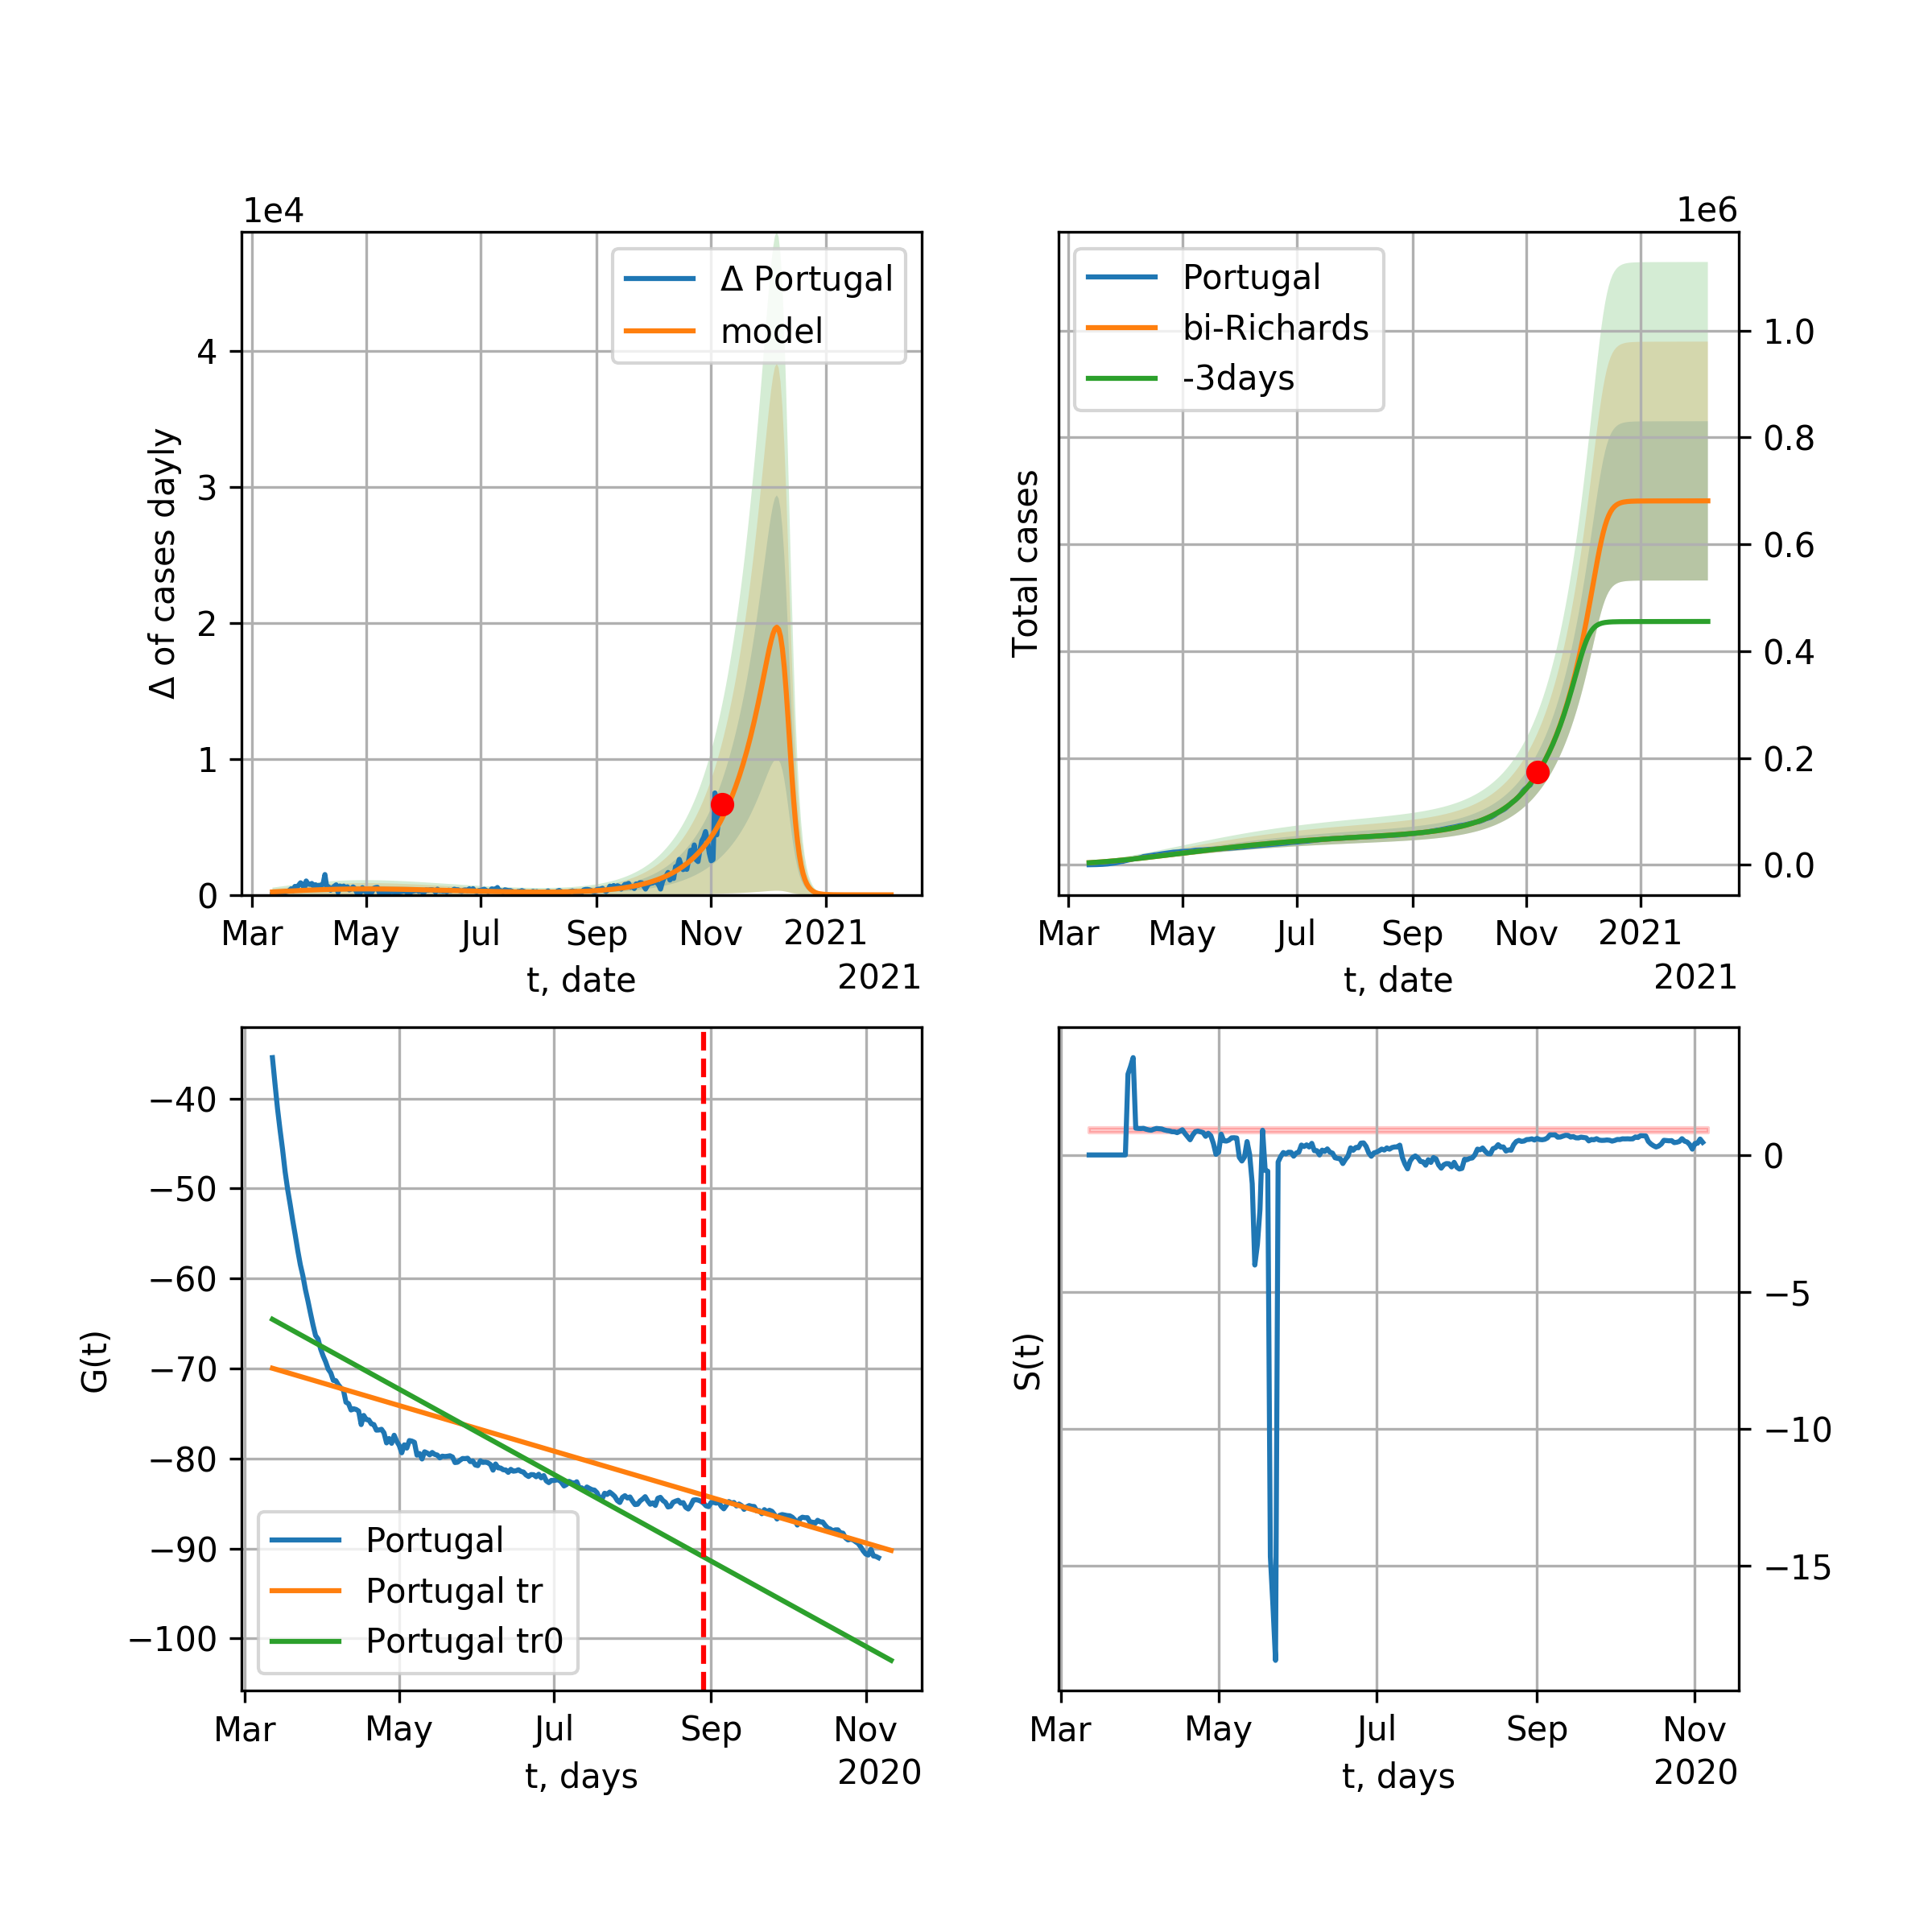 1e4
Δ Portugal
model
Δ of cases dayly
4
3
2
1
0
Mar May Jul Sep Nov 2021
t, date
2021
1e6
Portugal
bi-Richards
-3days
Total cases
1.0
0.8
0.6
0.4
0.2
0.0
Mar May Jul Sep Nov 2021
t, date
2021
G(t)
−40
−50
−60
−70
−80
−90
−100
Portugal
Portugal tr
Portugal tr0
Mar May Jul Sep Nov
t, days
2020
S(t)
0
−5
−10
−15
Mar May Jul Sep Nov
t, days
2020